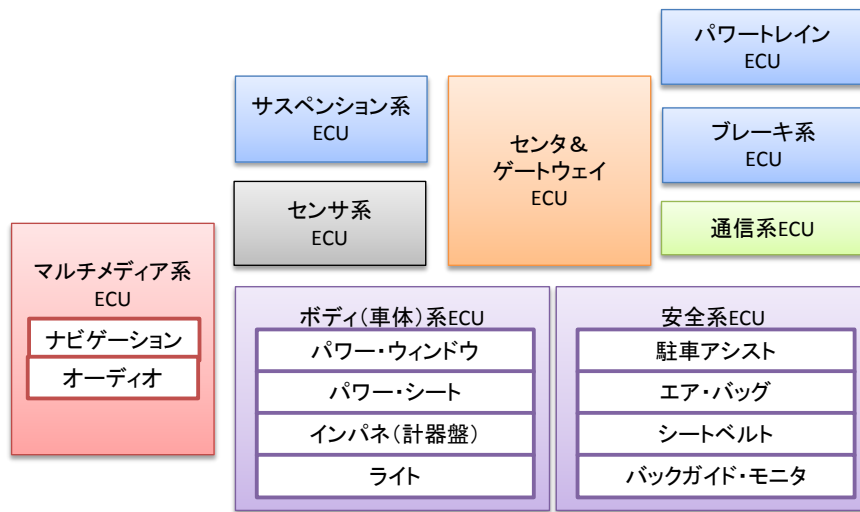 パワートレイン
ECU
サスペンション系
ECU
センタ&
ゲートウェイ
ECU
ブレーキ系
ECU
センサ系
ECU
通信系ECU
マルチメディア系
ECU
ナビゲーション
オーディオ
ボディ(車体)系ECU
パワー・ウィンドウ
パワー・シート
インパネ(計器盤)
ライト
安全系ECU
駐車アシスト
エア・バッグ
シートベルト
バックガイド・モニタ